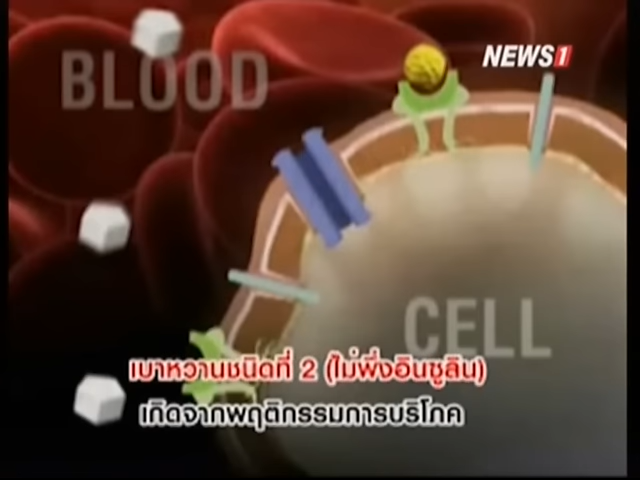 BLOOD
NEWS1
CELL
เบาหวานชนิดที่ 2 (ไม่พึ่งอินซูลิน)
เกิดจากพฤติกรรมการบริโภค